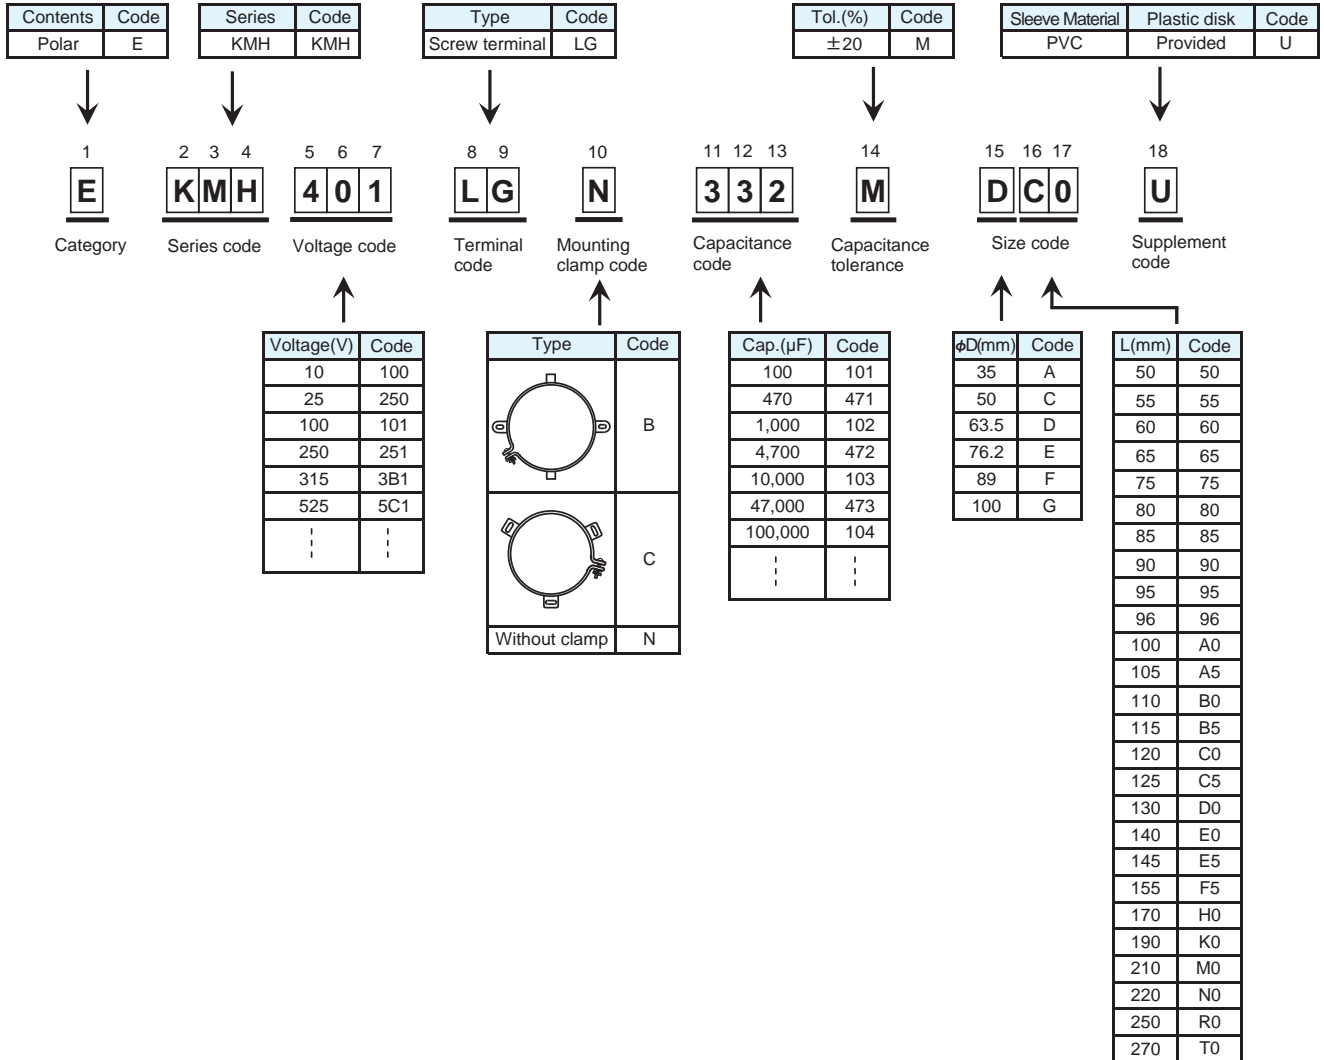 Contents Code
Polar E
Series Code
KMH KMH
Type Code
Screw terminal LG
Tol.(%) Code
±20 M
Sleeve Material Plastic disk Code
PVC Provided U
1 2 3 4 5 6 7 8 9 10 11 12 13 14 15 16 17 18
E KMH 401 LG N 332 M DC0 U
Category
Series code
Voltage code
Terminal
code
Mounting
clamp code
Capacitance
code
Capacitance
tolerance
Size code
Supplement
code
Voltage(V) Code
10 100
25 250
100 101
250 251
315 3B1
525 5C1
Type Code
B
C
Without clamp N
Cap.(μF) Code
100 101
470 471
1,000 102
4,700 472
10,000 103
47,000 473
100,000 104
ϕD(mm) Code
35 A
50 C
63.5 D
76.2 E
89 F
100 G
L(mm) Code
50 50
55 55
60 60
65 65
75 75
80 80
85 85
90 90
95 95
96 96
100 A0
105 A5
110 B0
115 B5
120 C0
125 C5
130 D0
140 E0
145 E5
155 F5
170 H0
190 K0
210 M0
220 N0
250 R0
270 T0